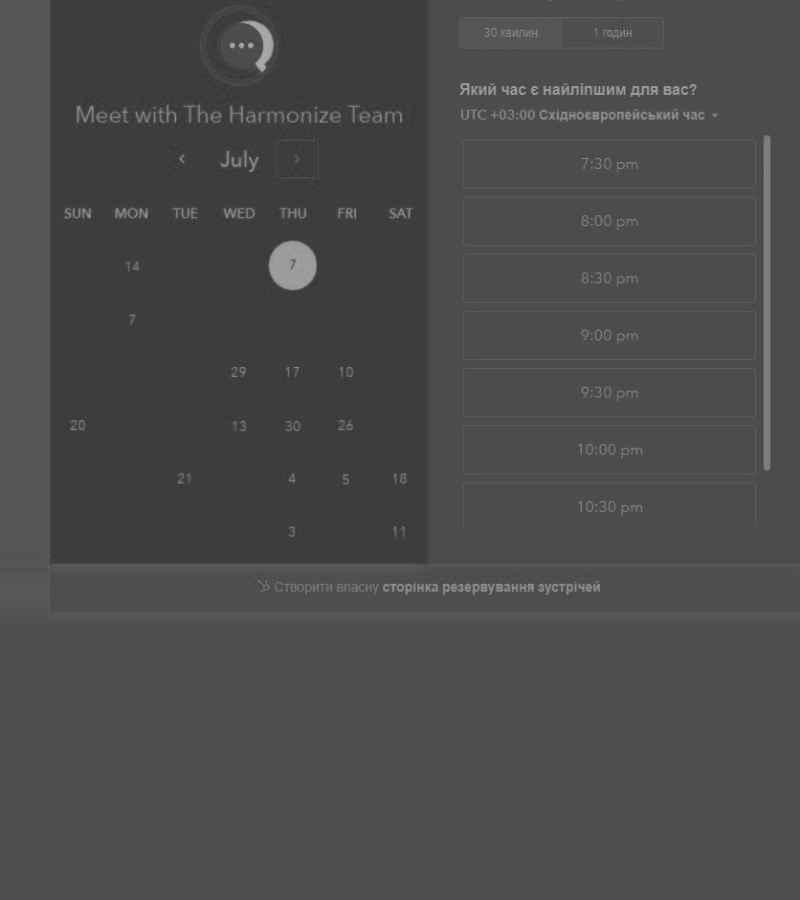 30 хвилин 1 годин
Meet with The Harmonize Team
July
SUN MON TUE WED THU FRI SAT
14 7
7
29 17 10
20 13 30 26
21 4 5 18
3 11
Який час є найліпшим для вас?
UTC +03:00 Східноєвропейський час
7:30 pm
8:00 pm
8:30 pm
9:00 pm
9:30 pm
10:00 pm
10:30 pm
Створити власну сторінка резервування зустрічей